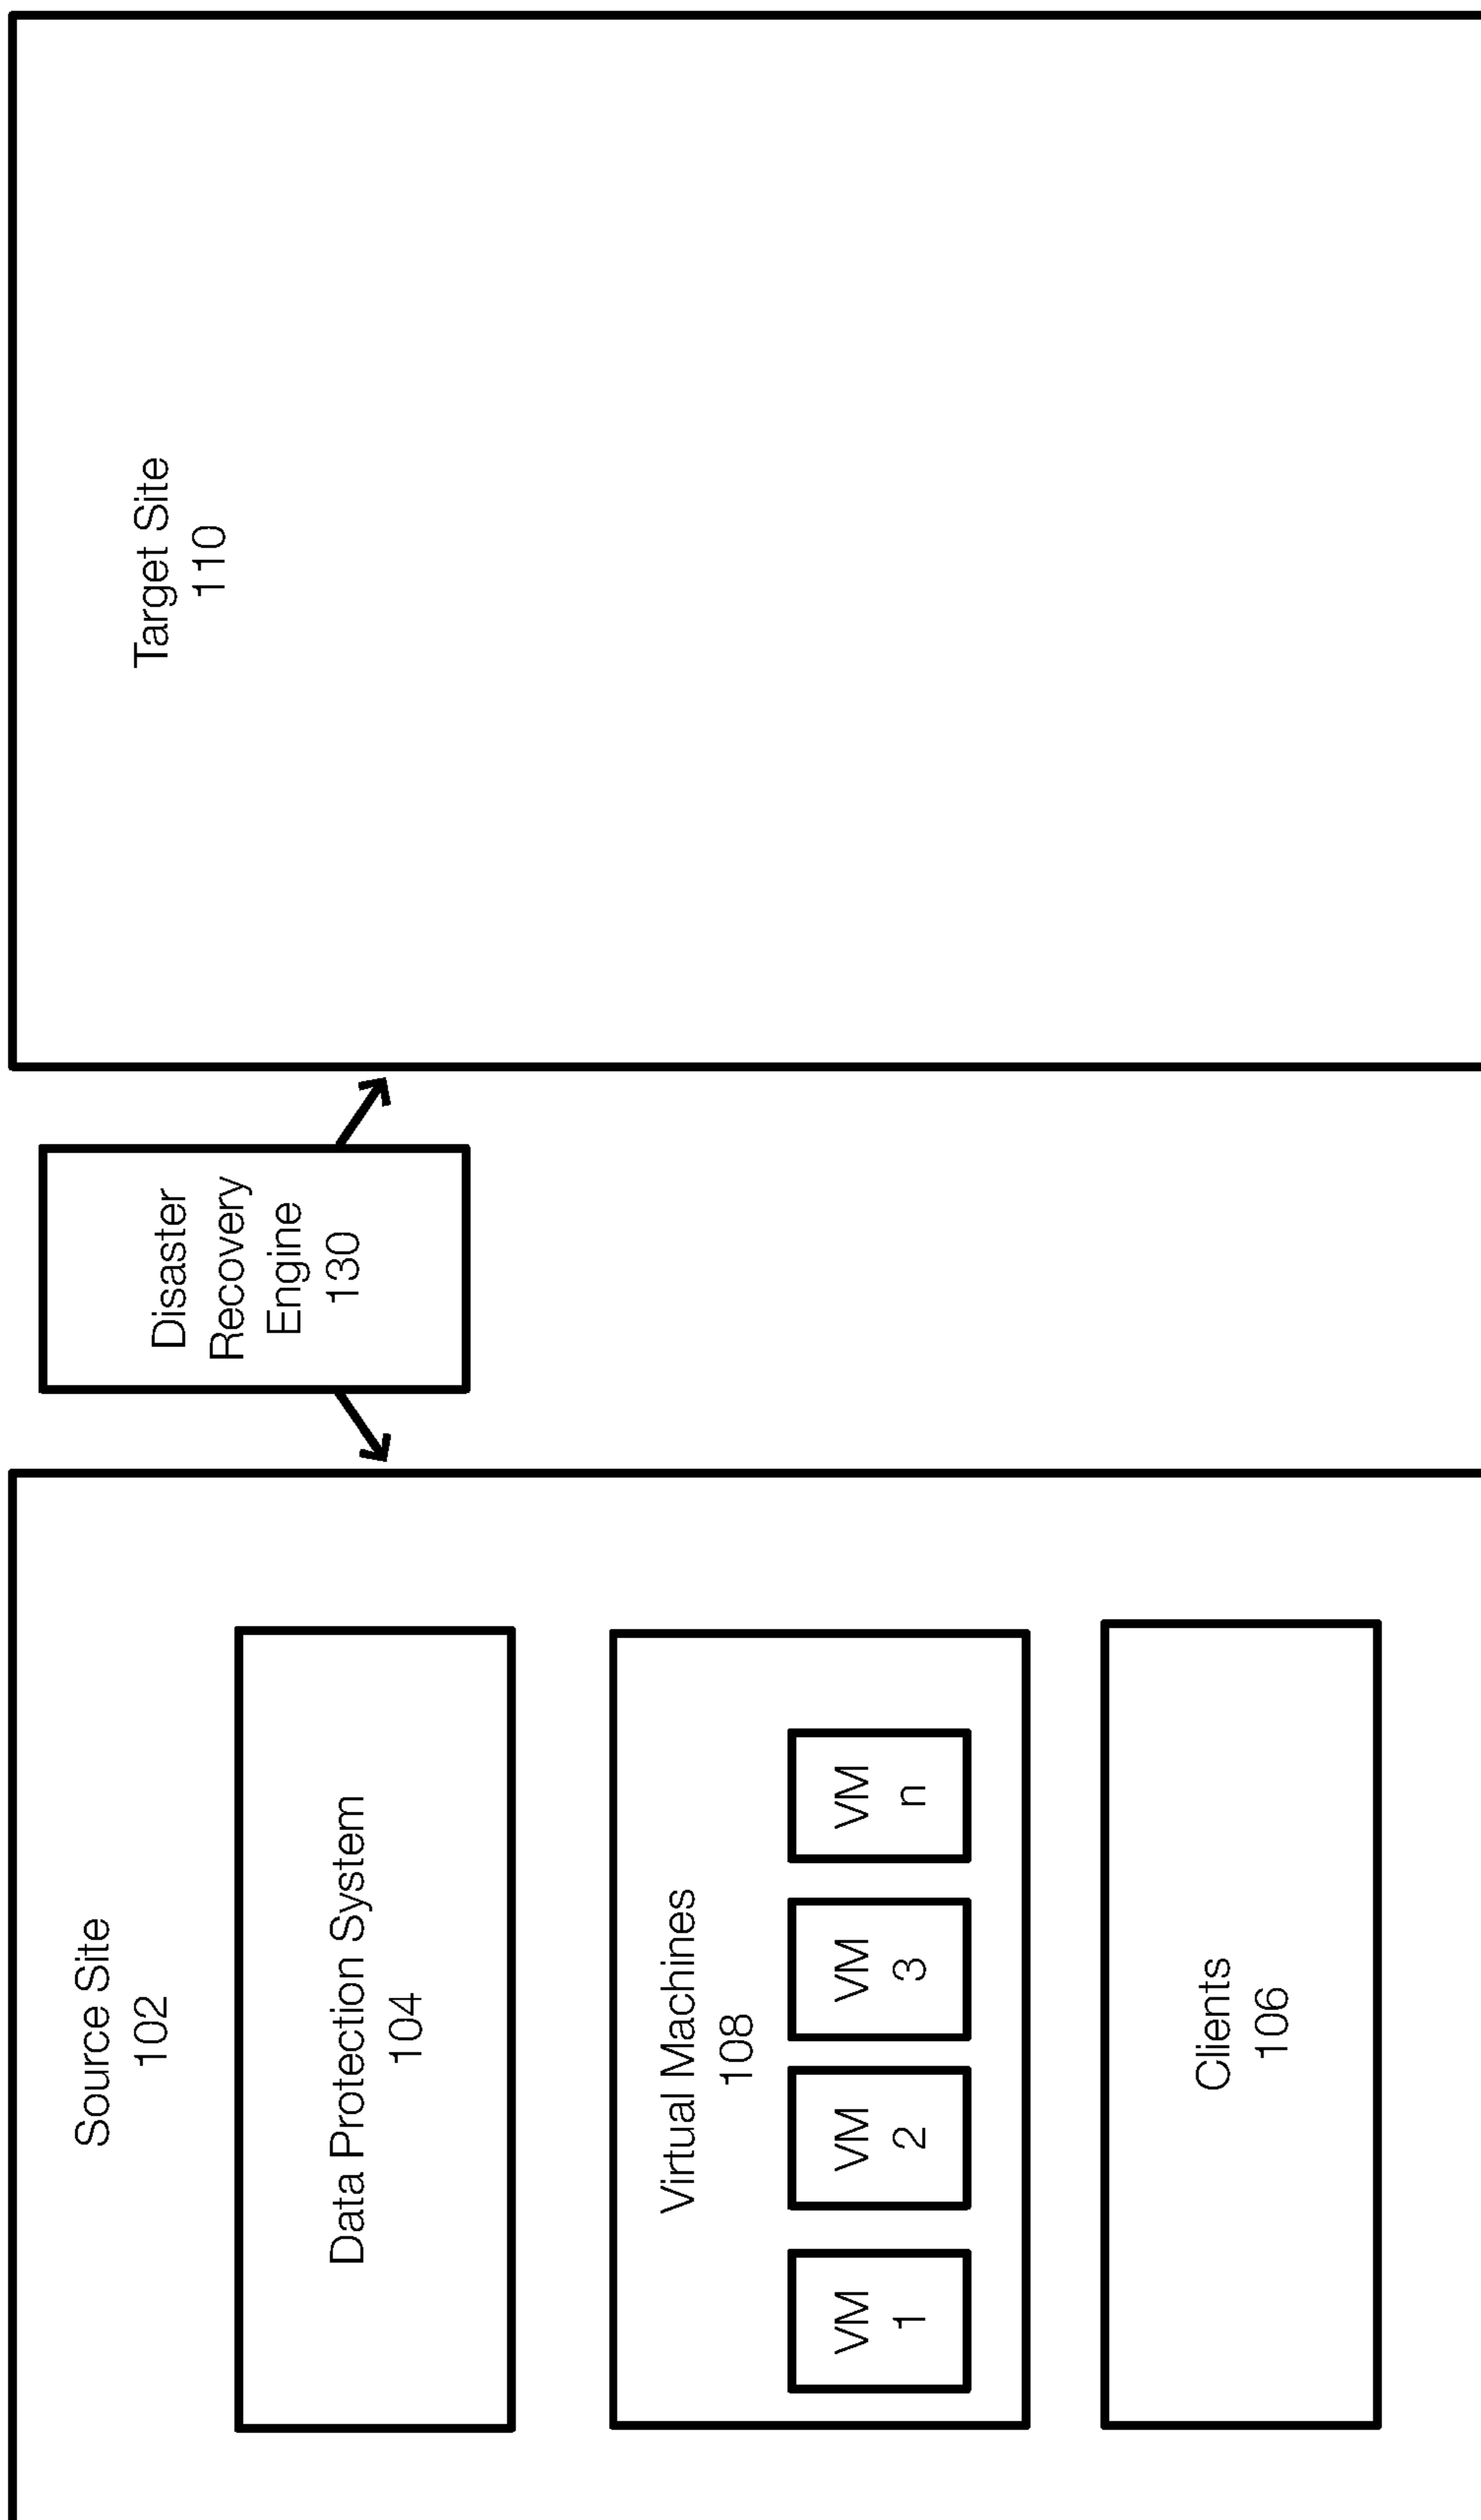 Source Site
102
Data Protection System
104
Virtual Machines
108
VM
1
VM
2
VM
3
VM
n
Clients
106
Disaster
Recovery
Engine
130
Target Site
110